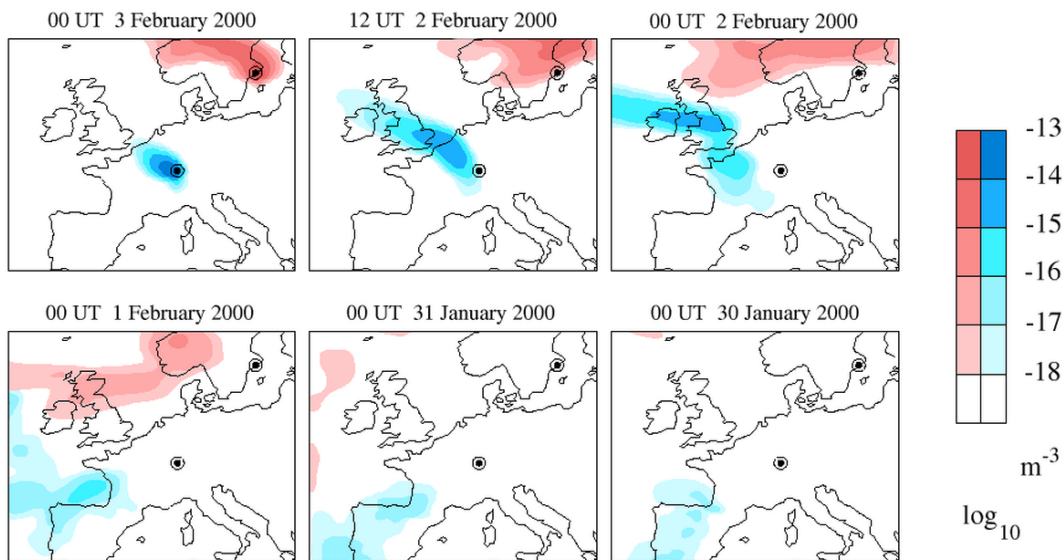 00 UT 3 February 2000
12 UT 2 February 2000
00 UT 2 February 2000
-13
-14
-15
-16
-17
-18
00 UT 1 February 2000
00 UT 31 January 2000
00 UT 30 January 2000
m⁻³
log₁₀